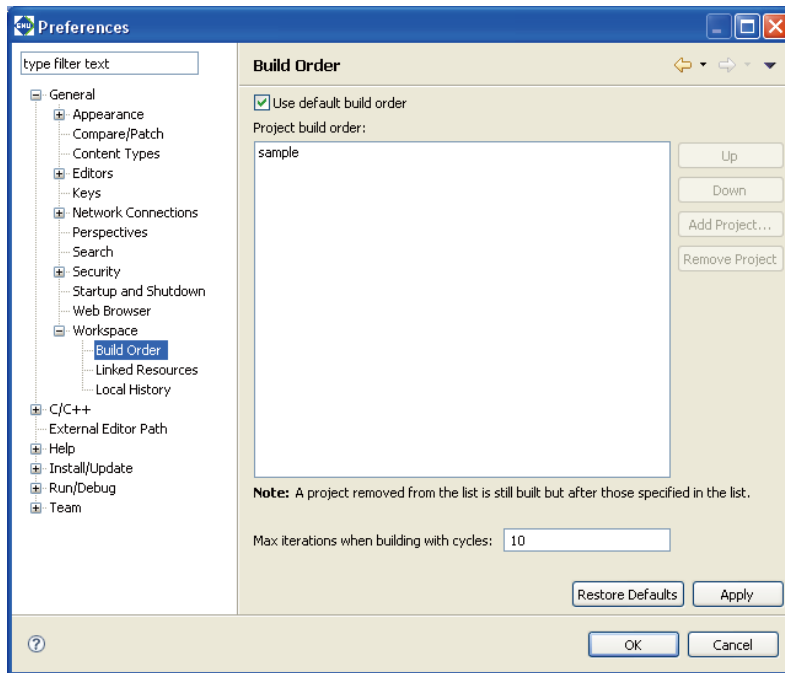 GNU Preferences
type filter text
General
Appearance
Compare/Patch
Content Types
Editors
Keys
Network Connections
Perspectives
Search
Security
Startup and Shutdown
Web Browser
Workspace
Build Order
Linked Resources
Local History
C/C++
External Editor Path
Help
Install/Update
Run/Debug
Team
Build Order
Use default build order
Project build order:
sample
Up
Down
Add Project...
Remove Project
Note: A project removed from the list is still built but after those specified in the list.
Max iterations when building with cycles: 10
Restore Defaults Apply
? OK Cancel